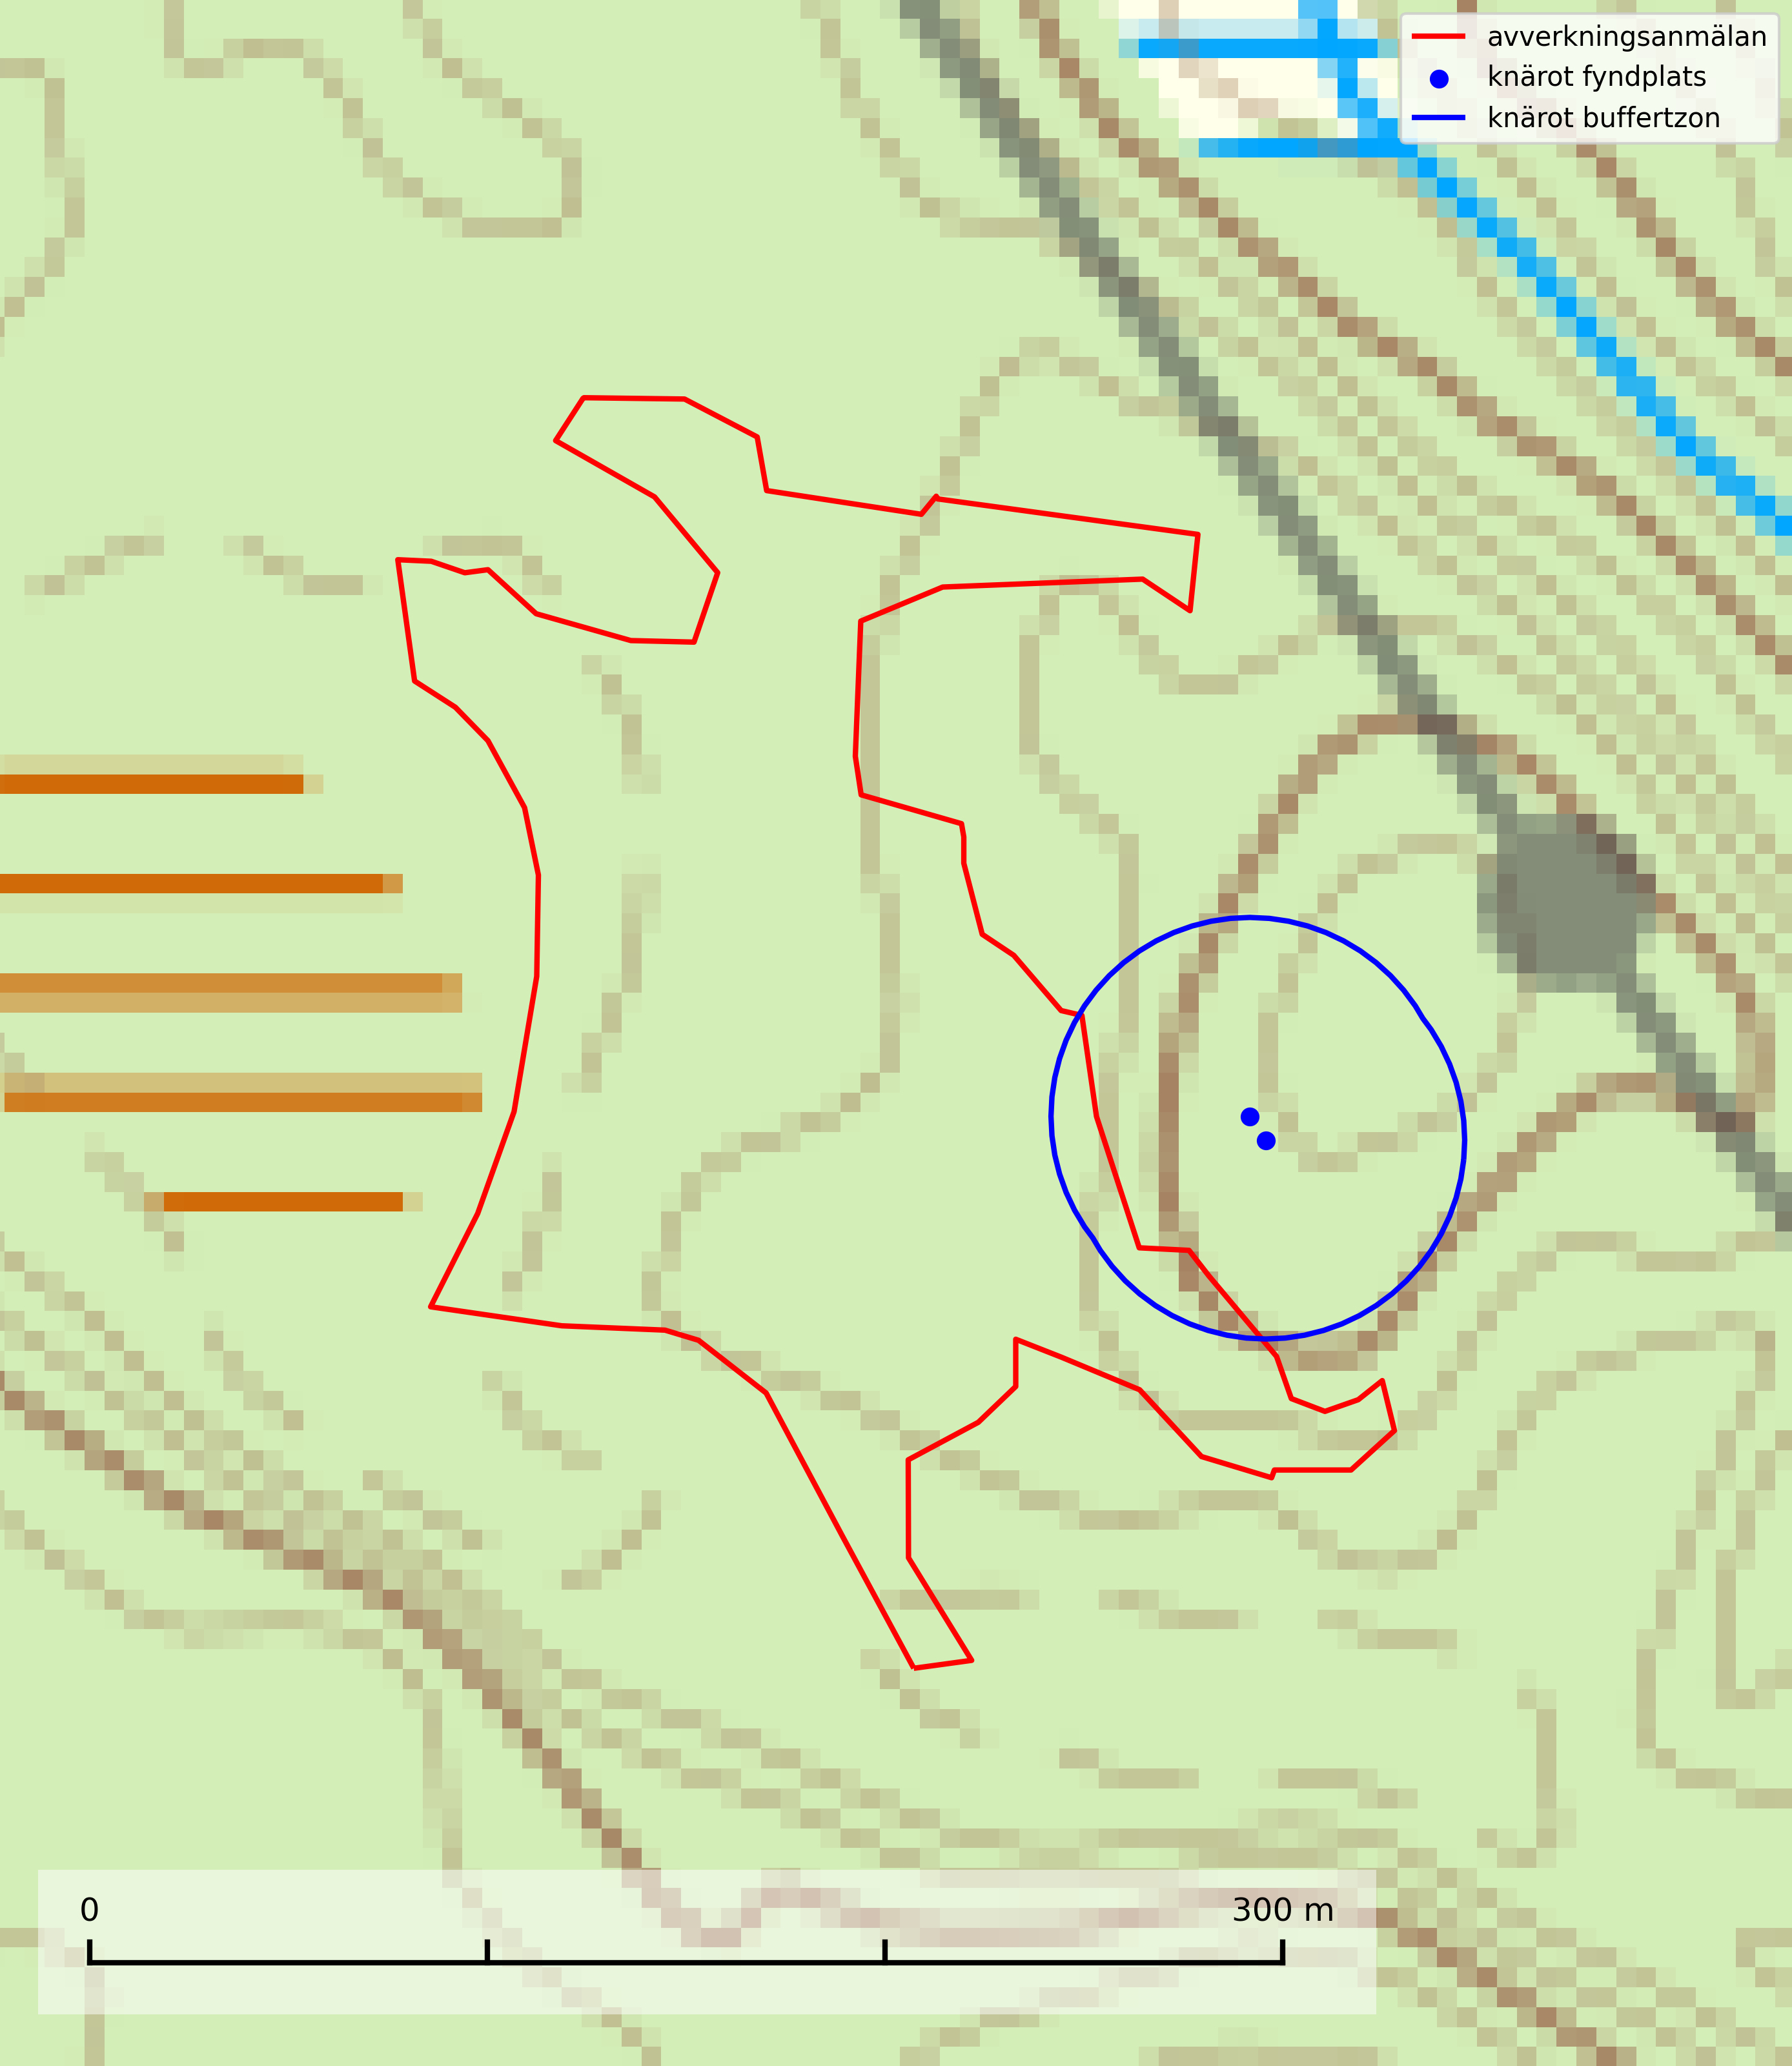 avverkningsanmälan
knärot fyndplats
knärot buffertzon
0
300 m